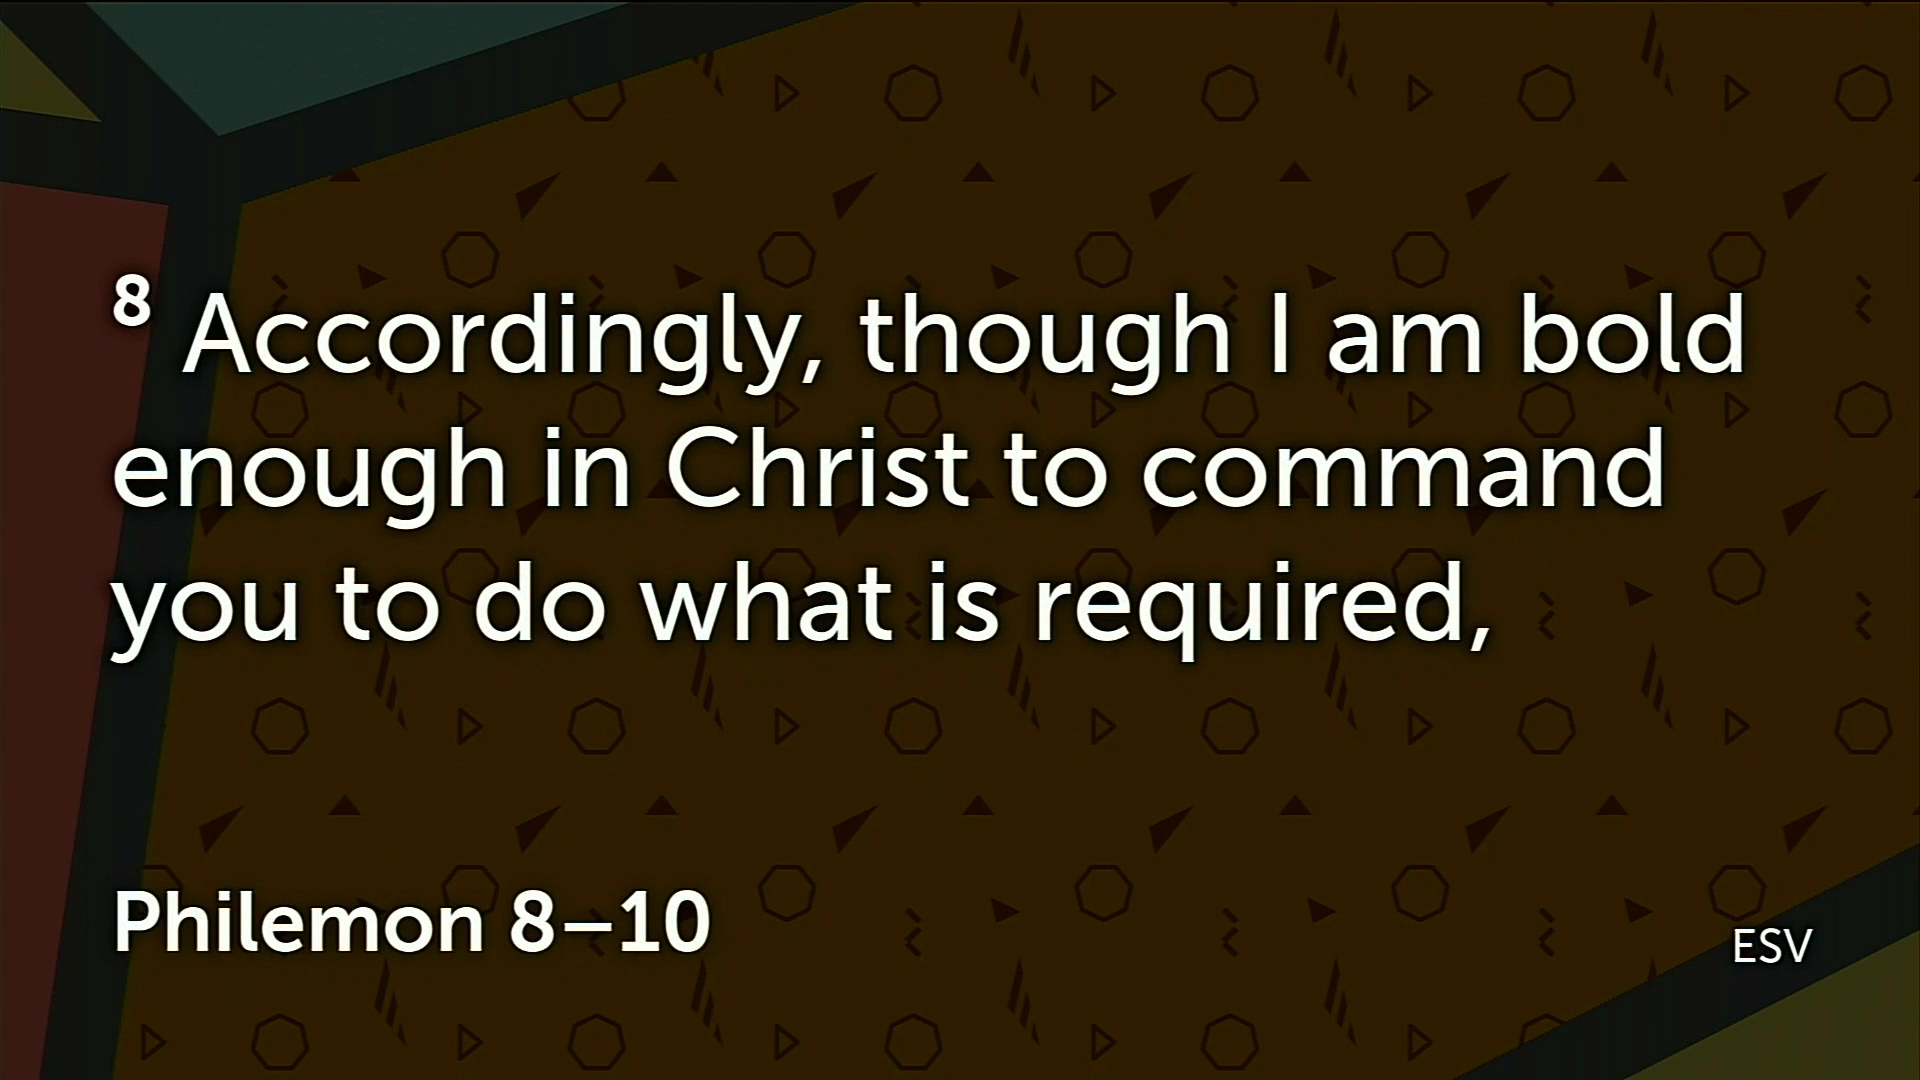 8 Accordingly, though I am bold
enough in Christ to command
you to do what is required,
Philemon 8–10
ESV